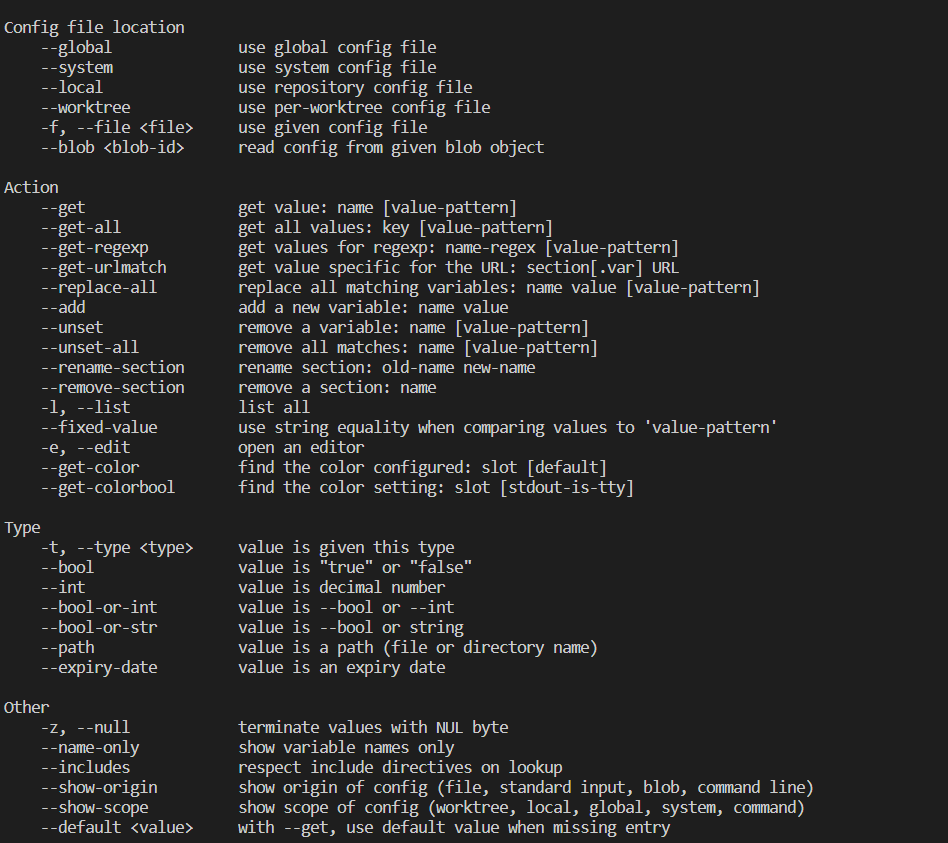 Config file location
    --global              use global config file
    --system              use system config file
    --local               use repository config file
    --worktree            use per-worktree config file
    -f, --file <file>     use given config file
    --blob <blob-id>      read config from given blob object

Action
    --get                 get value: name [value-pattern]
    --get-all             get all values: key [value-pattern]
    --get-regexp          get values for regexp: name-regex [value-pattern]
    --get-urlmatch        get value specific for the URL: section[.var] URL
    --replace-all         replace all matching variables: name value [value-pattern]
    --add                 add a new variable: name value
    --unset               remove a variable: name [value-pattern]
    --unset-all           remove all matches: name [value-pattern]
    --rename-section      rename section: old-name new-name
    --remove-section      remove a section: name
    -l, --list            list all
    --fixed-value         use string equality when comparing values to 'value-pattern'
    -e, --edit            open an editor
    --get-color           find the color configured: slot [default]
    --get-colorbool       find the color setting: slot [stdout-is-tty]

Type
    -t, --type <type>     value is given this type
    --bool                value is "true" or "false"
    --int                 value is decimal number
    --bool-or-int         value is --bool or --int
    --bool-or-str         value is --bool or string
    --path                value is a path (file or directory name)
    --expiry-date         value is an expiry date

Other
    -z, --null            terminate values with NUL byte
    --name-only           show variable names only
    --includes            respect include directives on lookup
    --show-origin         show origin of config (file, standard input, blob, command line)
    --show-scope          show scope of config (worktree, local, global, system, command)
    --default <value>     with --get, use default value when missing entry